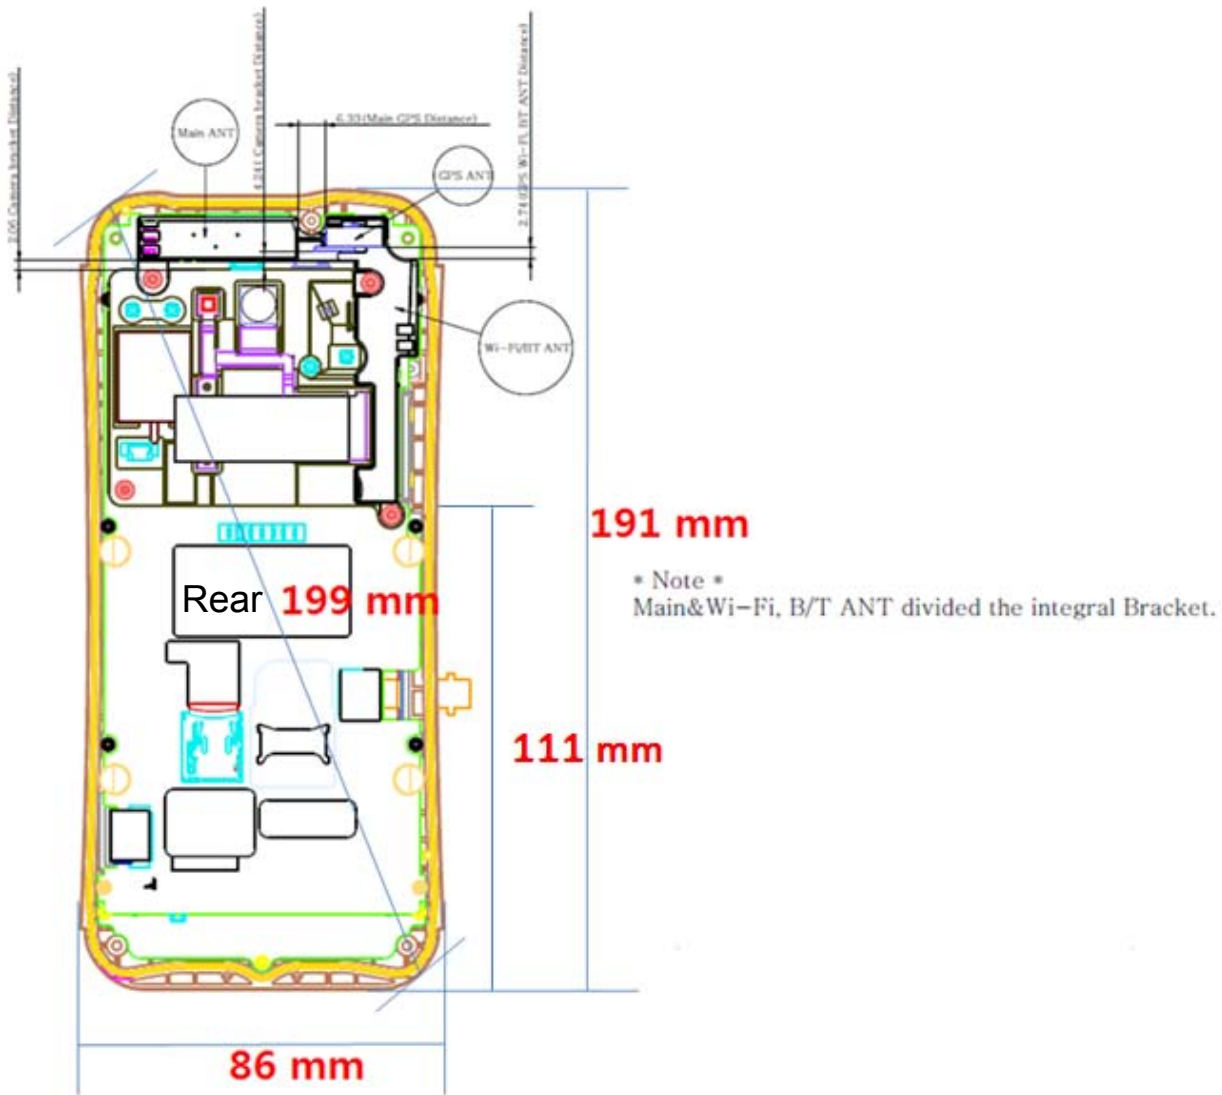 2.05 Camera bracket Distance)
4.241 Camera bracket Distance)
2.74 (GPS Wi-Fi, BT ANT Distance)
6.33 (Main GPS Distance)
Main ANT
GPS ANT
Wi-Fi/BT ANT
191 mm
* Note *
Main&Wi-Fi, B/T ANT divided the integral Bracket.
Rear 199 mm
111 mm
86 mm